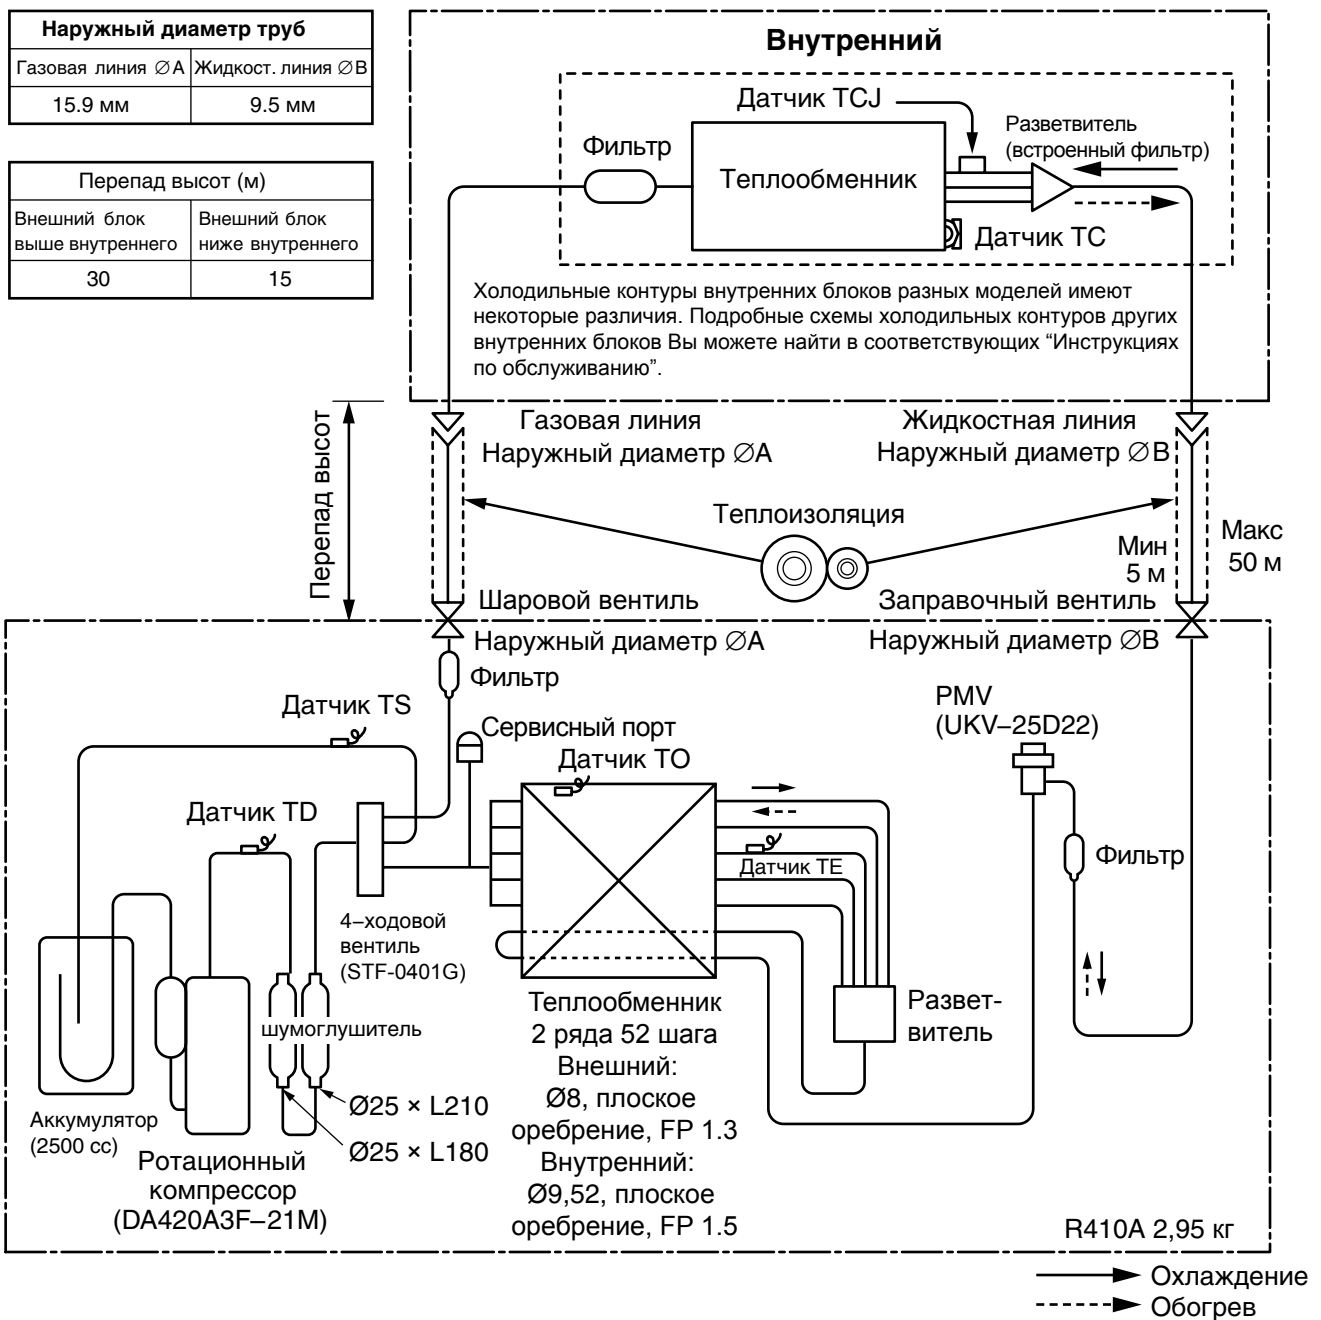 Наружный диаметр труб
Газовая линия ∅A Жидкост. линия ∅B
15.9 мм 9.5 мм
Перепад высот (м)
Внешний блок выше внутреннего
Внешний блок ниже внутреннего
30 15
Внутренний
Датчик TCJ
Разветвитель
(встроенный фильтр)
Фильтр
Теплообменник
Датчик TC
Холодильные контуры внутренних блоков разных моделей имеют
некоторые различия. Подробные схемы холодильных контуров других
внутренних блоков Вы можете найти в соответствующих “Инструкциях
по обслуживанию”.
Перепад высот
Газовая линия
Наружный диаметр ∅A
Жидкостная линия
Наружный диаметр ∅B
Теплоизоляция
Мин
5 м
Макс
50 м
Шаровой вентиль
Наружный диаметр ∅A
Заправочный вентиль
Наружный диаметр ∅B
Фильтр
Датчик TS
Сервисный порт
Датчик TO
PMV
(UKV–25D22)
Датчик TD
Датчик TE
Фильтр
4–ходовой
вентиль
(STF-0401G)
шумоглушитель
Теплообменник
2 ряда 52 шага
Внешний:
Ø8, плоское
оребрение, FP 1.3
Внутренний:
Ø9,52, плоское
оребрение, FP 1.5
Развет-
витель
Ø25 × L210
Ø25 × L180
Аккумулятор
(2500 cc)
Ротационный
компрессор
(DA420A3F–21M)
R410A 2,95 кг
Охлаждение
Обогрев